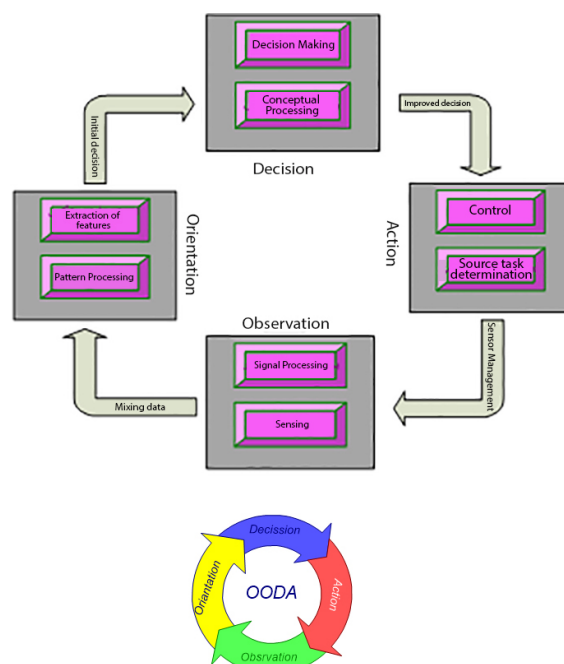 Decision Making
Conceptual
Processing
Decision
Initial decision
Improved decision
Extraction of
features
Pattern Processing
Orientation
Action
Control
Source task
determination
Observation
Signal Processing
Sensing
Mixing data
Sensor Management
Decission
Oriantation
OODA
Action
Obsrvation